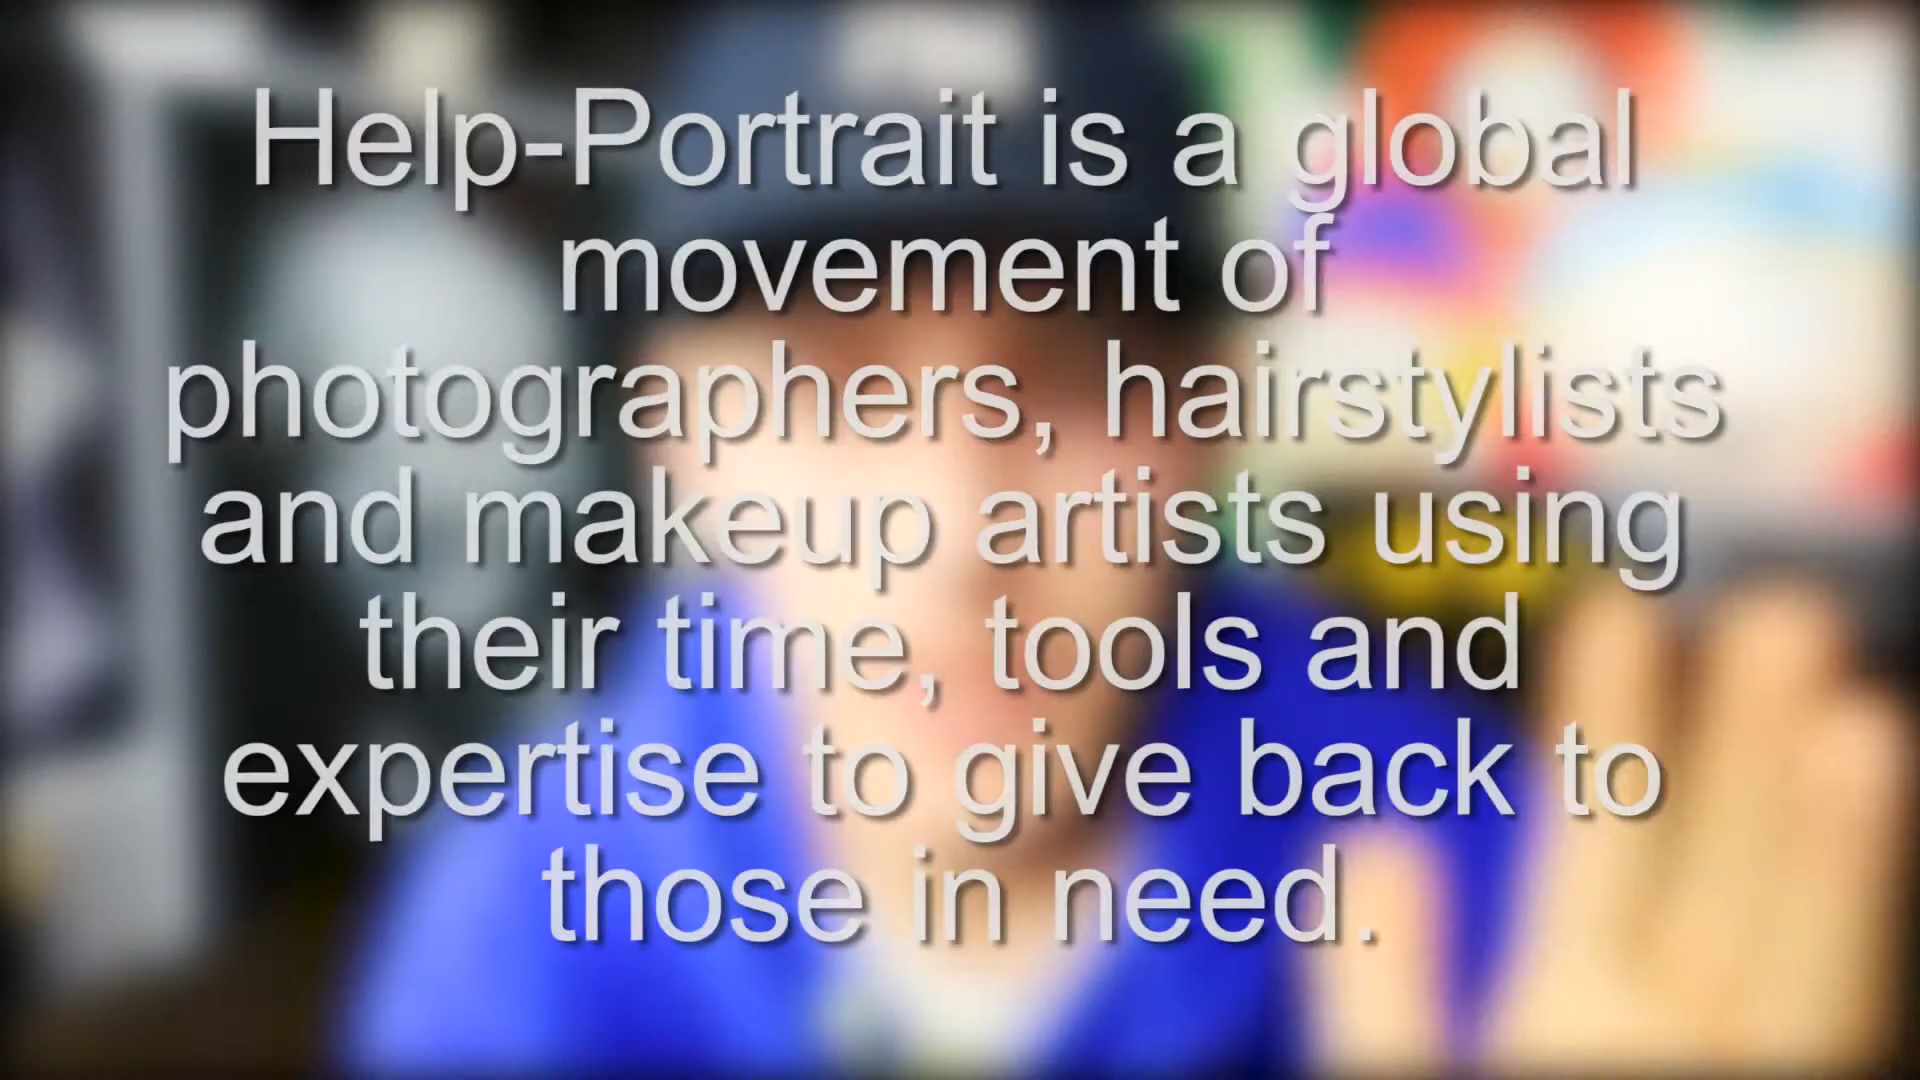 Help-Portrait is a global
movement of
photographers, hairstylists
and makeup artists using
their time, tools and
expertise to give back to
those in need.